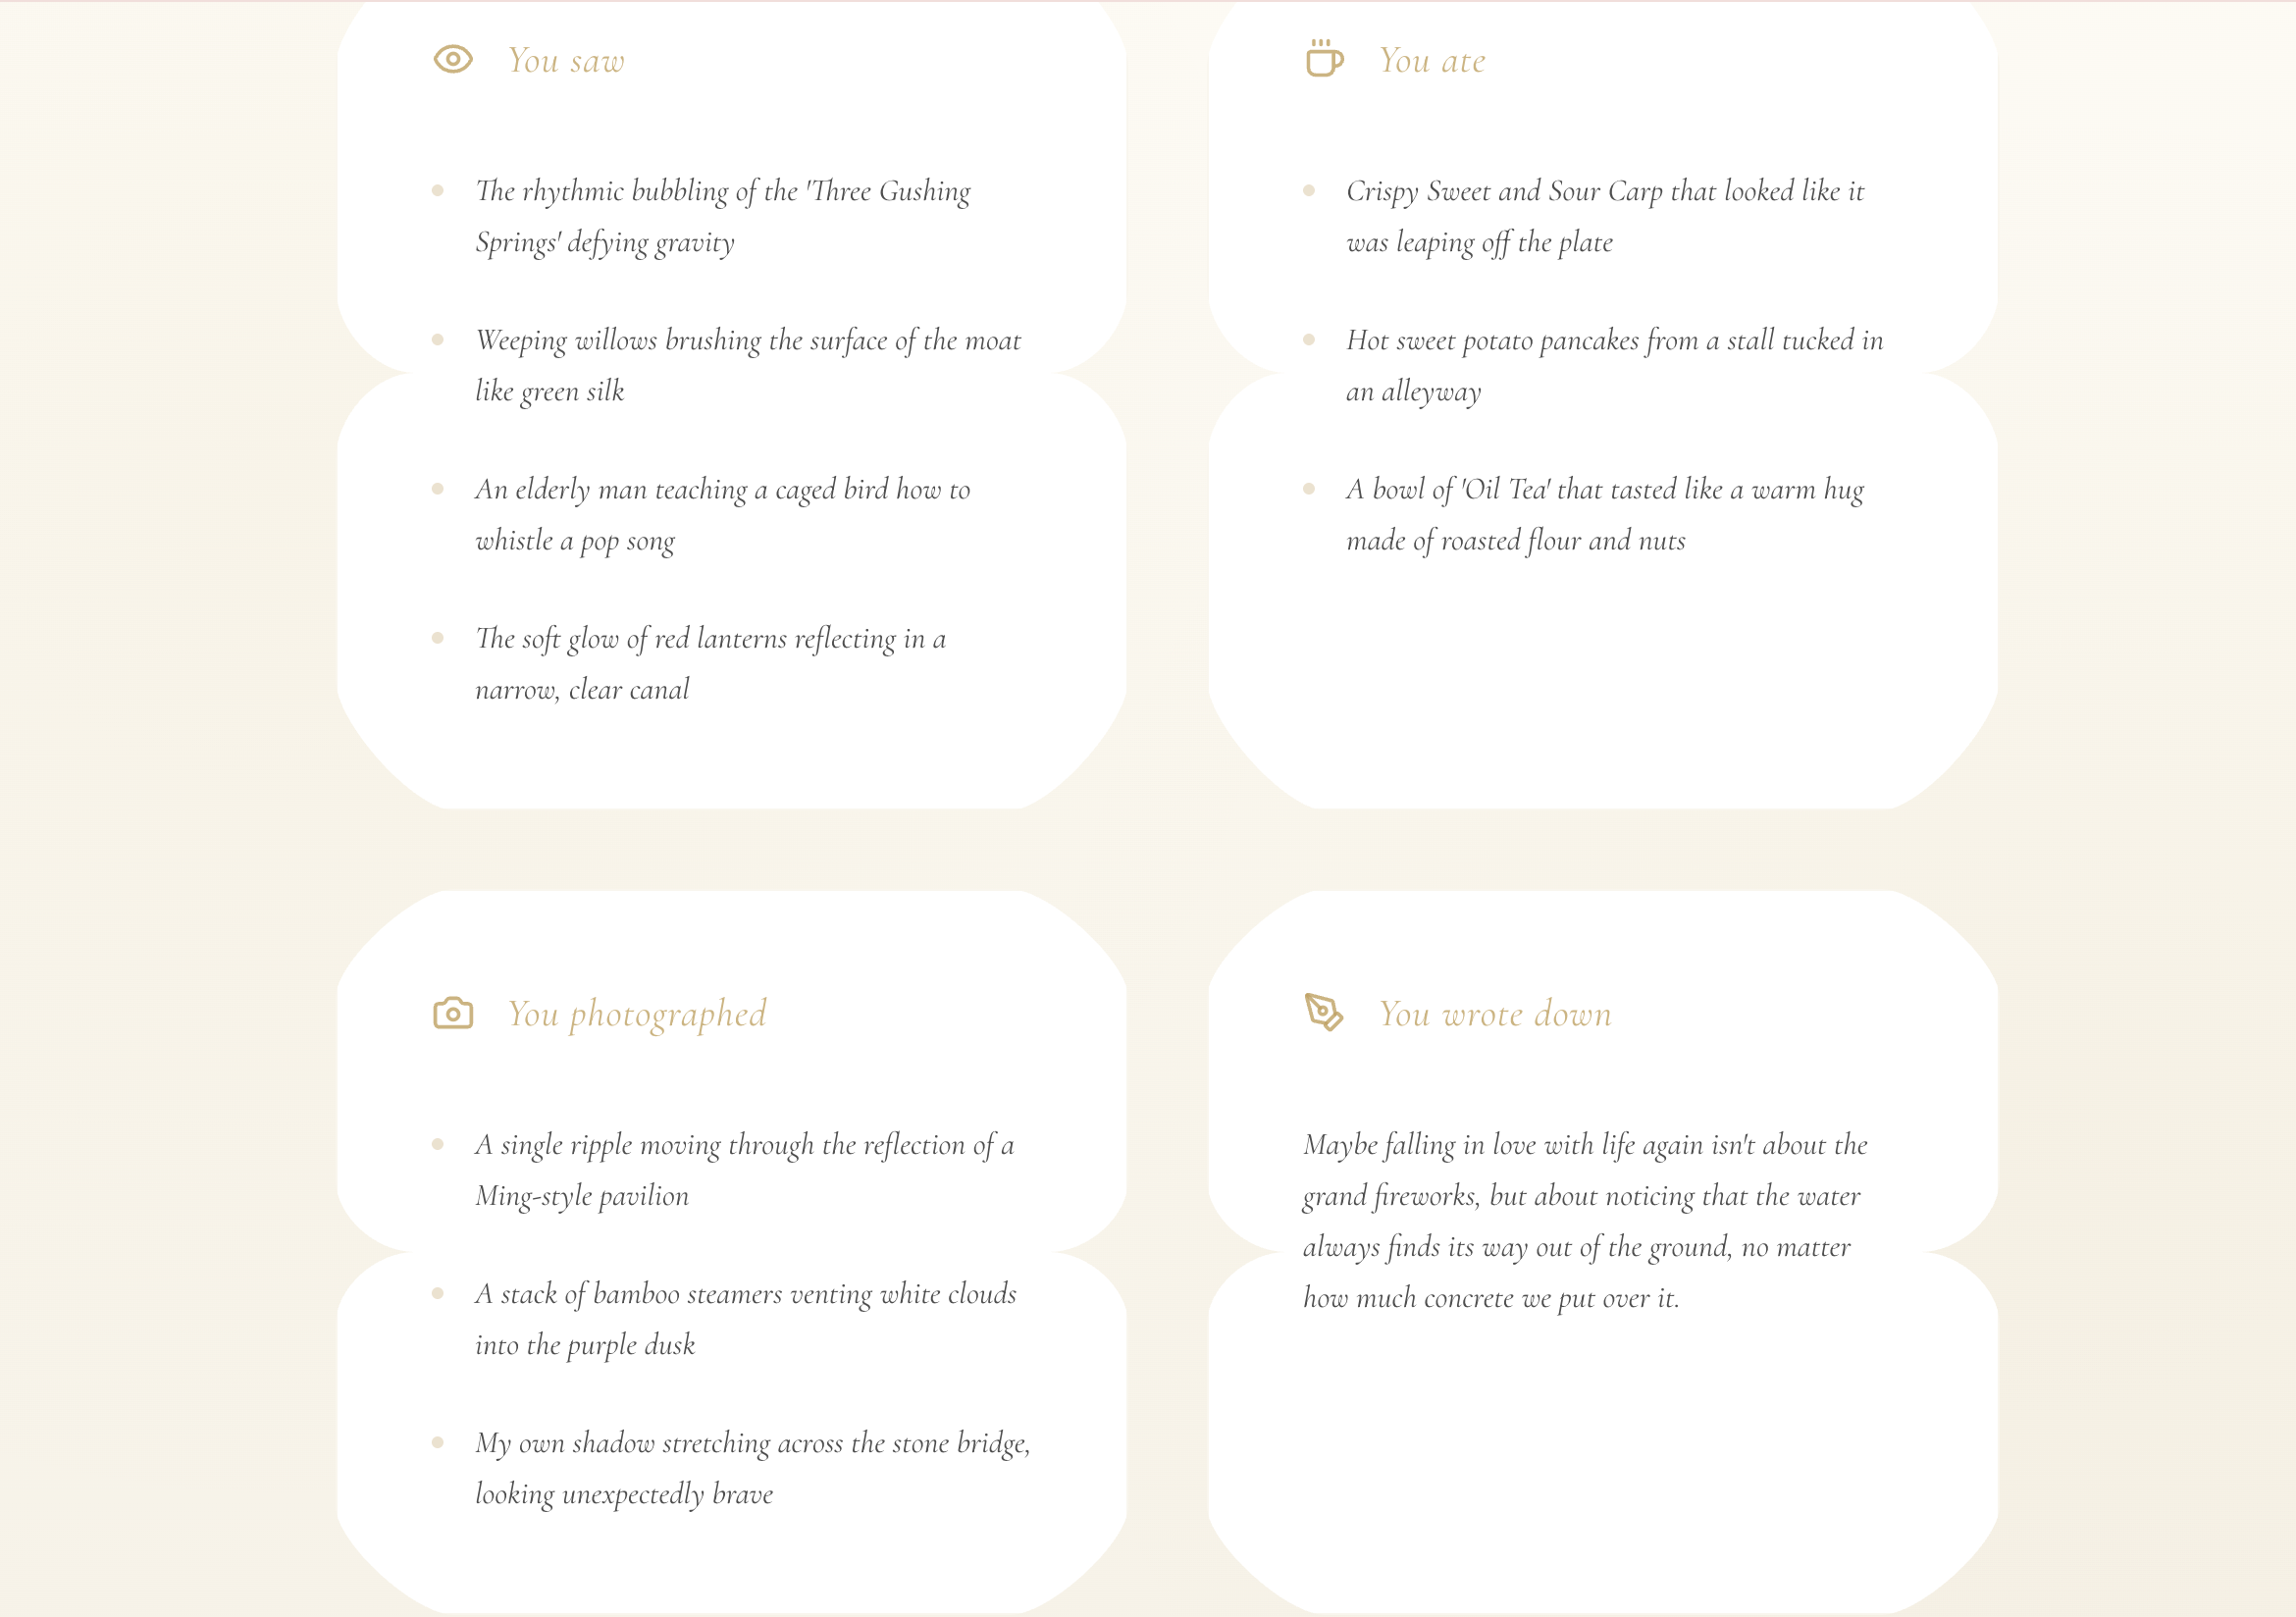 You saw
The rhythmic bubbling of the 'Three Gushing
Springs' defying gravity
Weeping willows brushing the surface of the moat
like green silk
An elderly man teaching a caged bird how to
whistle a pop song
The soft glow of red lanterns reflecting in a
narrow, clear canal
You ate
Crispy Sweet and Sour Carp that looked like it
was leaping off the plate
Hot sweet potato pancakes from a stall tucked in
an alleyway
A bowl of 'Oil Tea' that tasted like a warm hug
made of roasted flour and nuts
You photographed
A single ripple moving through the reflection of a
Ming-style pavilion
A stack of bamboo steamers venting white clouds
into the purple dusk
My own shadow stretching across the stone bridge,
looking unexpectedly brave
You wrote down
Maybe falling in love with life again isn't about the
grand fireworks, but about noticing that the water
always finds its way out of the ground, no matter
how much concrete we put over it.